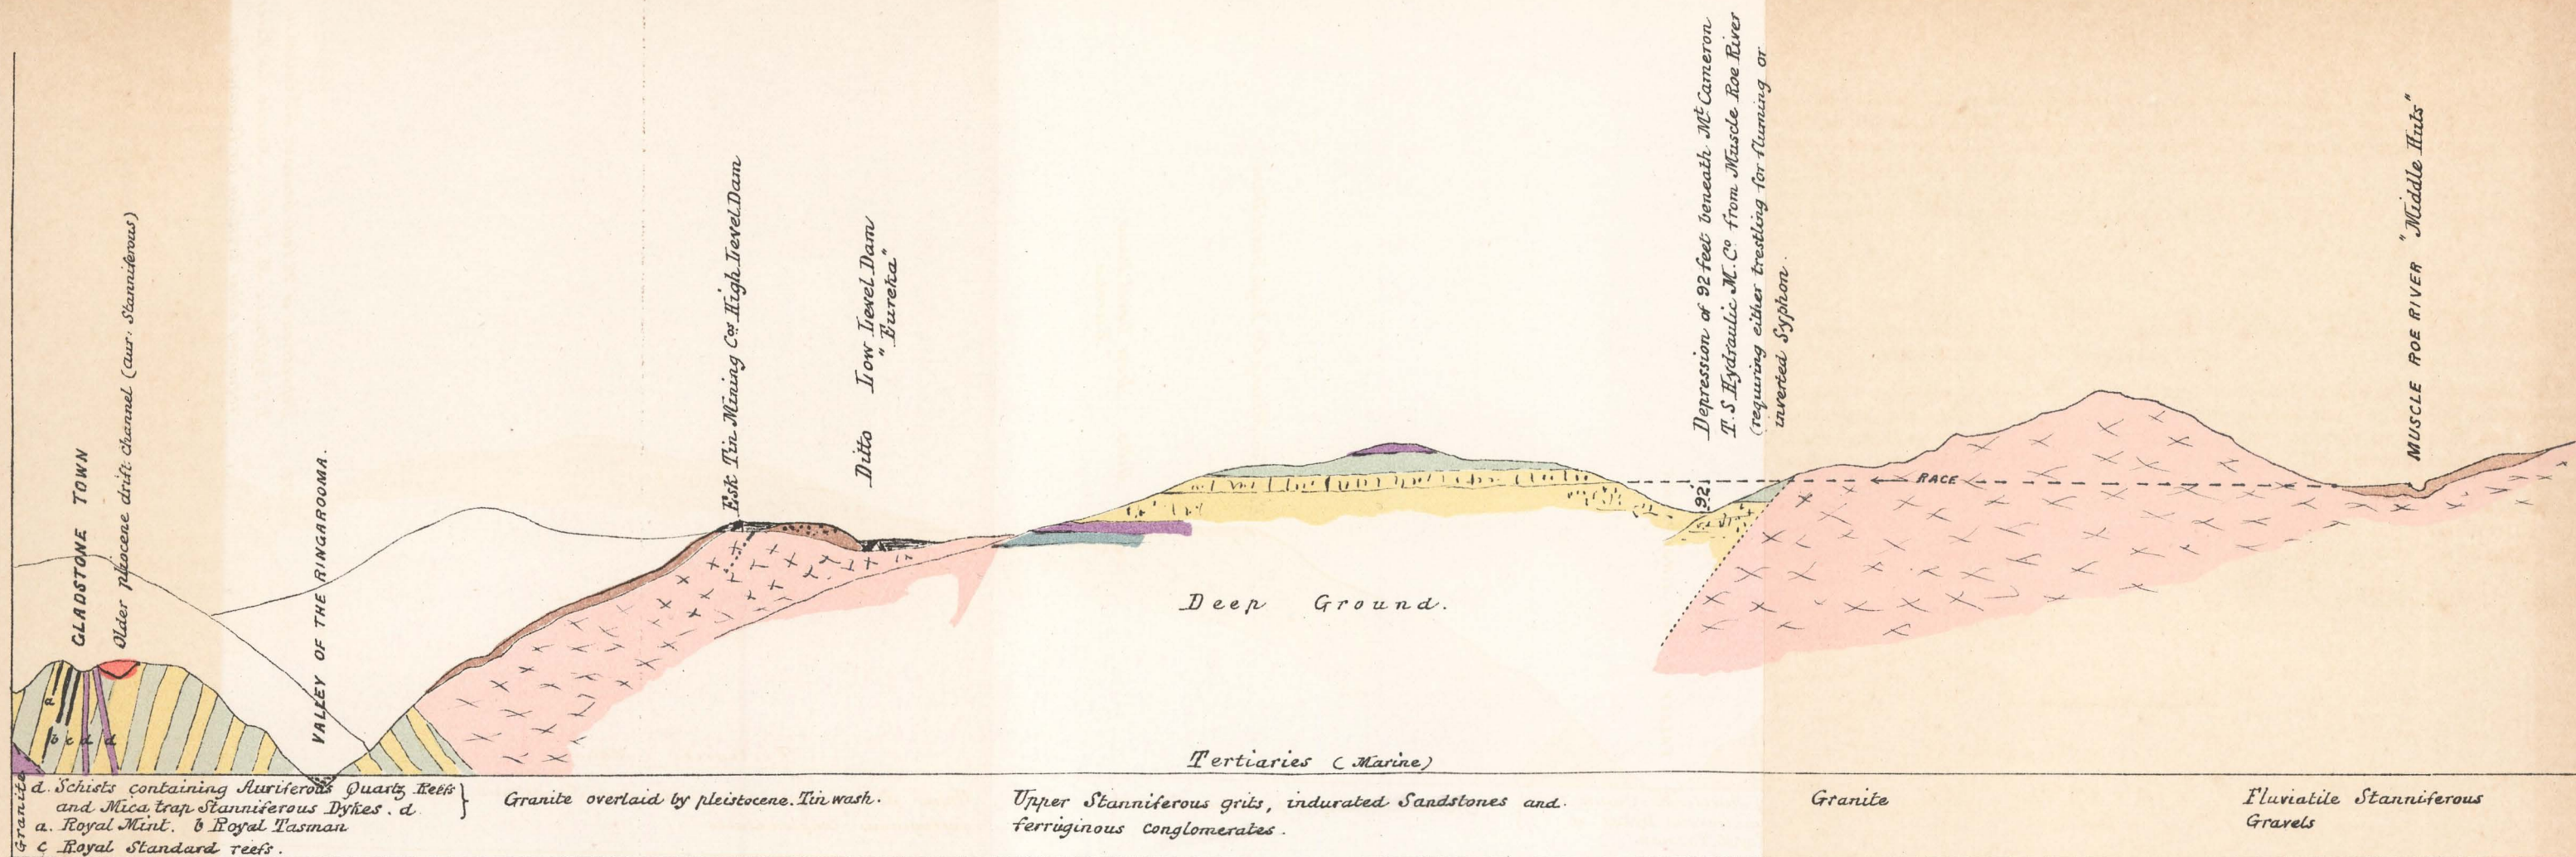 GLADSTONE TOWN
Older pliocene drift channel (aur. Stanniferous)
VALLEY OF THE RINGAROOMA.
Esk Tin Mining Cos High Level Dam
Ditto Low Level Dam
"Eureka"
Depression of 92 feet beneath Mt Cameron
T.S Hydraulic M. Co from Muscle Roe River
(requiring either trestling for fluming or
inverted Syphon.
MUSCLE ROE RIVER "Middle Huts"
92
RACE
Deep Ground.
a
b c d d
Tertiaries (Marine)
Granite
d. Schists containing Auriferous Quartz Reefs
and Mica trap Stanniferous Dykes. d.
a. Royal Mint. b Royal Tasman
c Royal Standard reefs.
Granite overlaid by pleistocene. Tin wash.
Upper Stanniferous grits, indurated Sandstones and
ferruginous conglomerates.
Granite
Fluviatile Stanniferous
Gravels